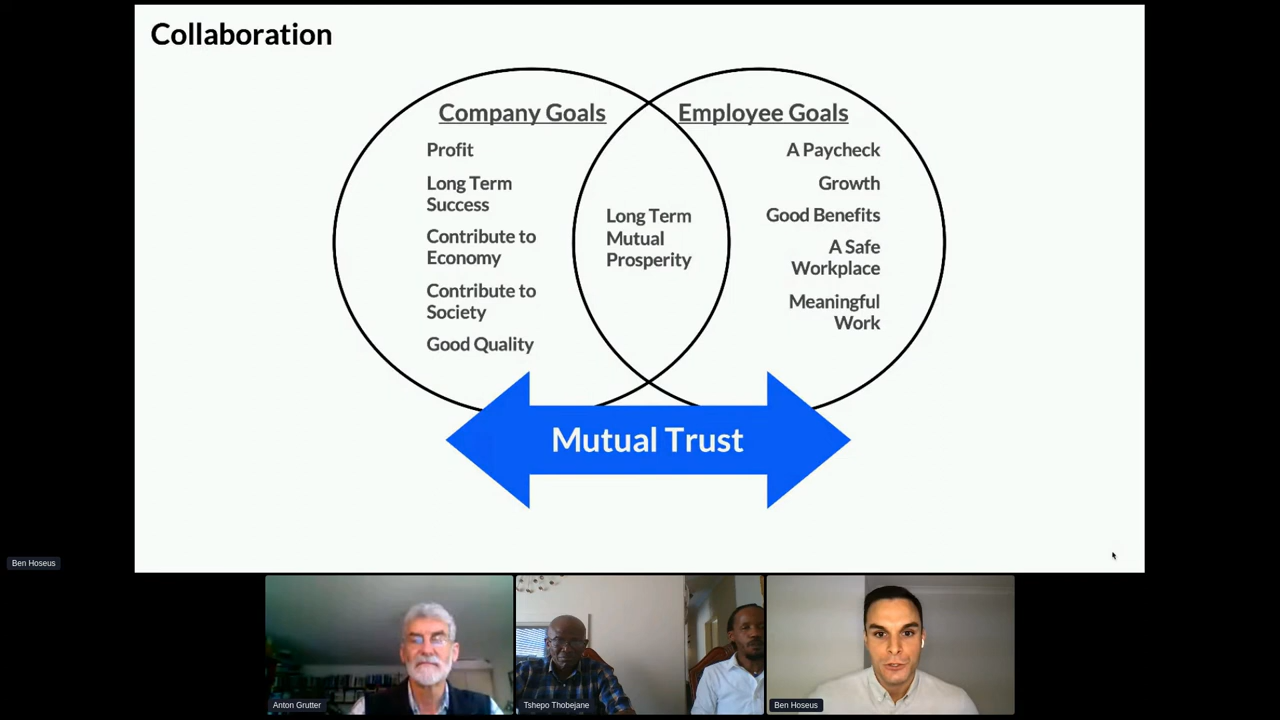 Collaboration
Company Goals
Profit
Long Term
Success
Contribute to
Economy
Contribute to
Society
Good Quality
Long Term
Mutual
Prosperity
Employee Goals
A Paycheck
Growth
Good Benefits
A Safe
Workplace
Meaningful
Work
Mutual Trust
Ben Hoseus
Anton Grutter
Tshepo Thobejane
Ben Hoseus